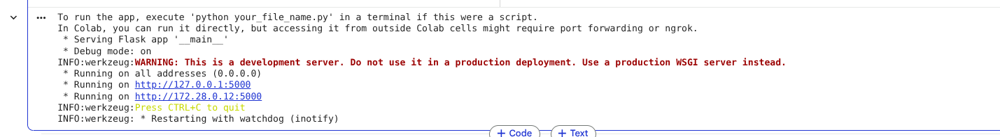 To run the app, execute 'python your_file_name.py' in a terminal if this were a script.
In Colab, you can run it directly, but accessing it from outside Colab cells might require port forwarding or ngrok.
 * Serving Flask app '__main__'
 * Debug mode: on
INFO:werkzeug:WARNING: This is a development server. Do not use it in a production deployment. Use a production WSGI server instead.
 * Running on all addresses (0.0.0.0)
 * Running on http://127.0.0.1:5000
 * Running on http://172.28.0.12:5000
INFO:werkzeug:Press CTRL+C to quit
INFO:werkzeug: * Restarting with watchdog (inotify)
+ Code + Text